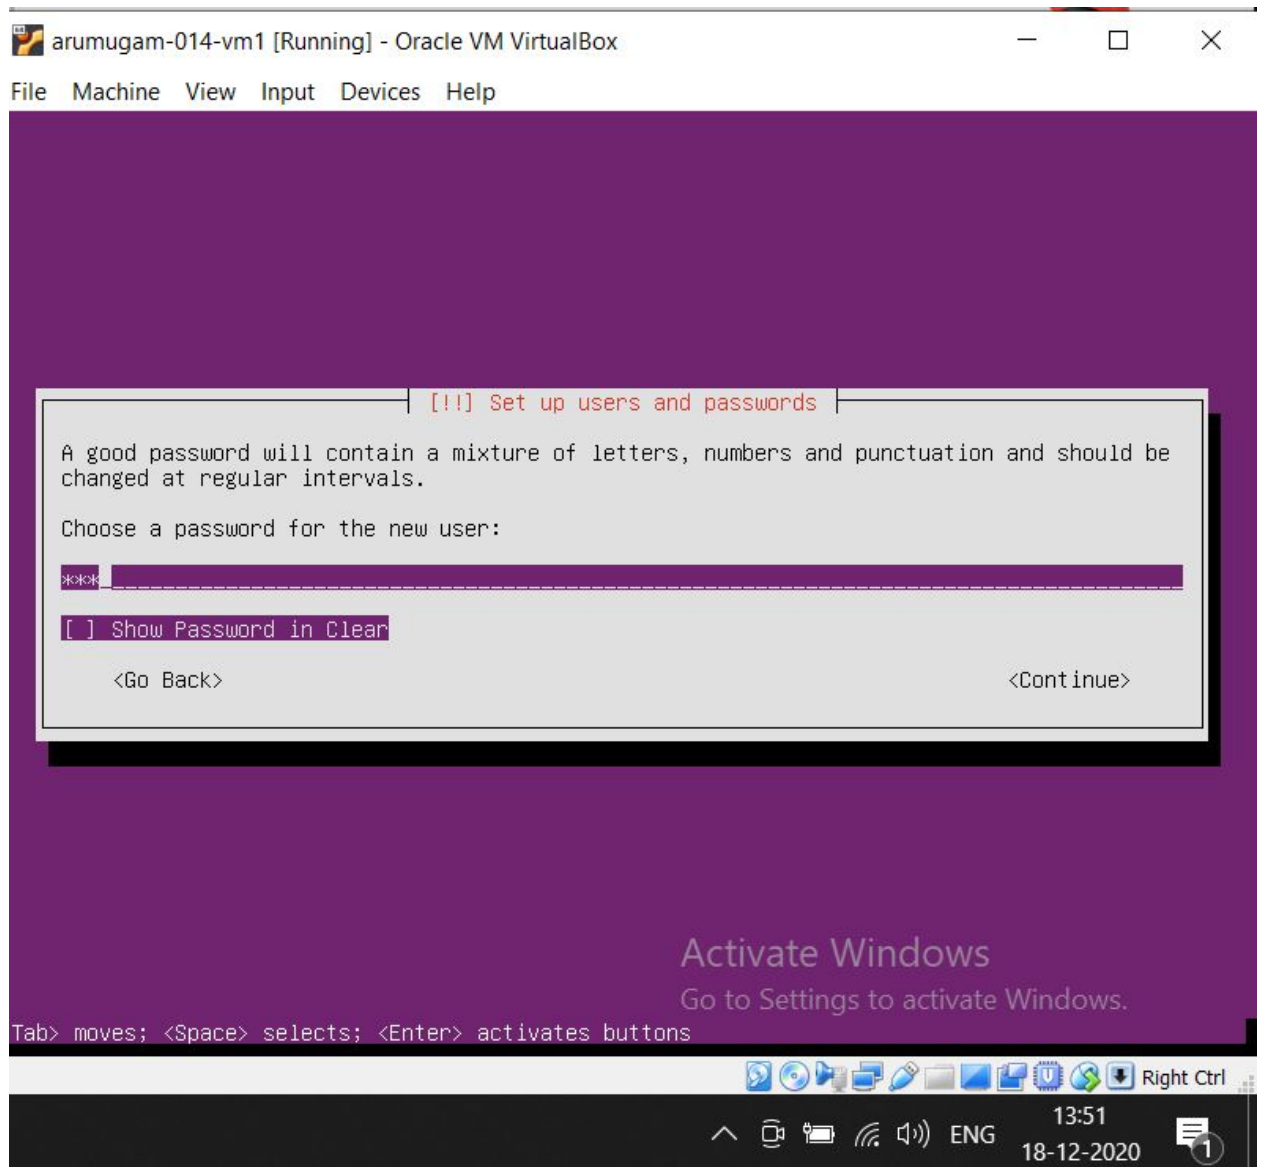 arumugam-014-vm1 [Running] - Oracle VM VirtualBox
File Machine View Input Devices Help
[!!] Set up users and passwords
A good password will contain a mixture of letters, numbers and punctuation and should be
changed at regular intervals.
Choose a password for the new user:
***
[ ] Show Password in Clear
<Go Back> <Continue>
Activate Windows
Go to Settings to activate Windows.
Tab> moves; <Space> selects; <Enter> activates buttons
Right Ctrl
ENG
13:51
18-12-2020
1